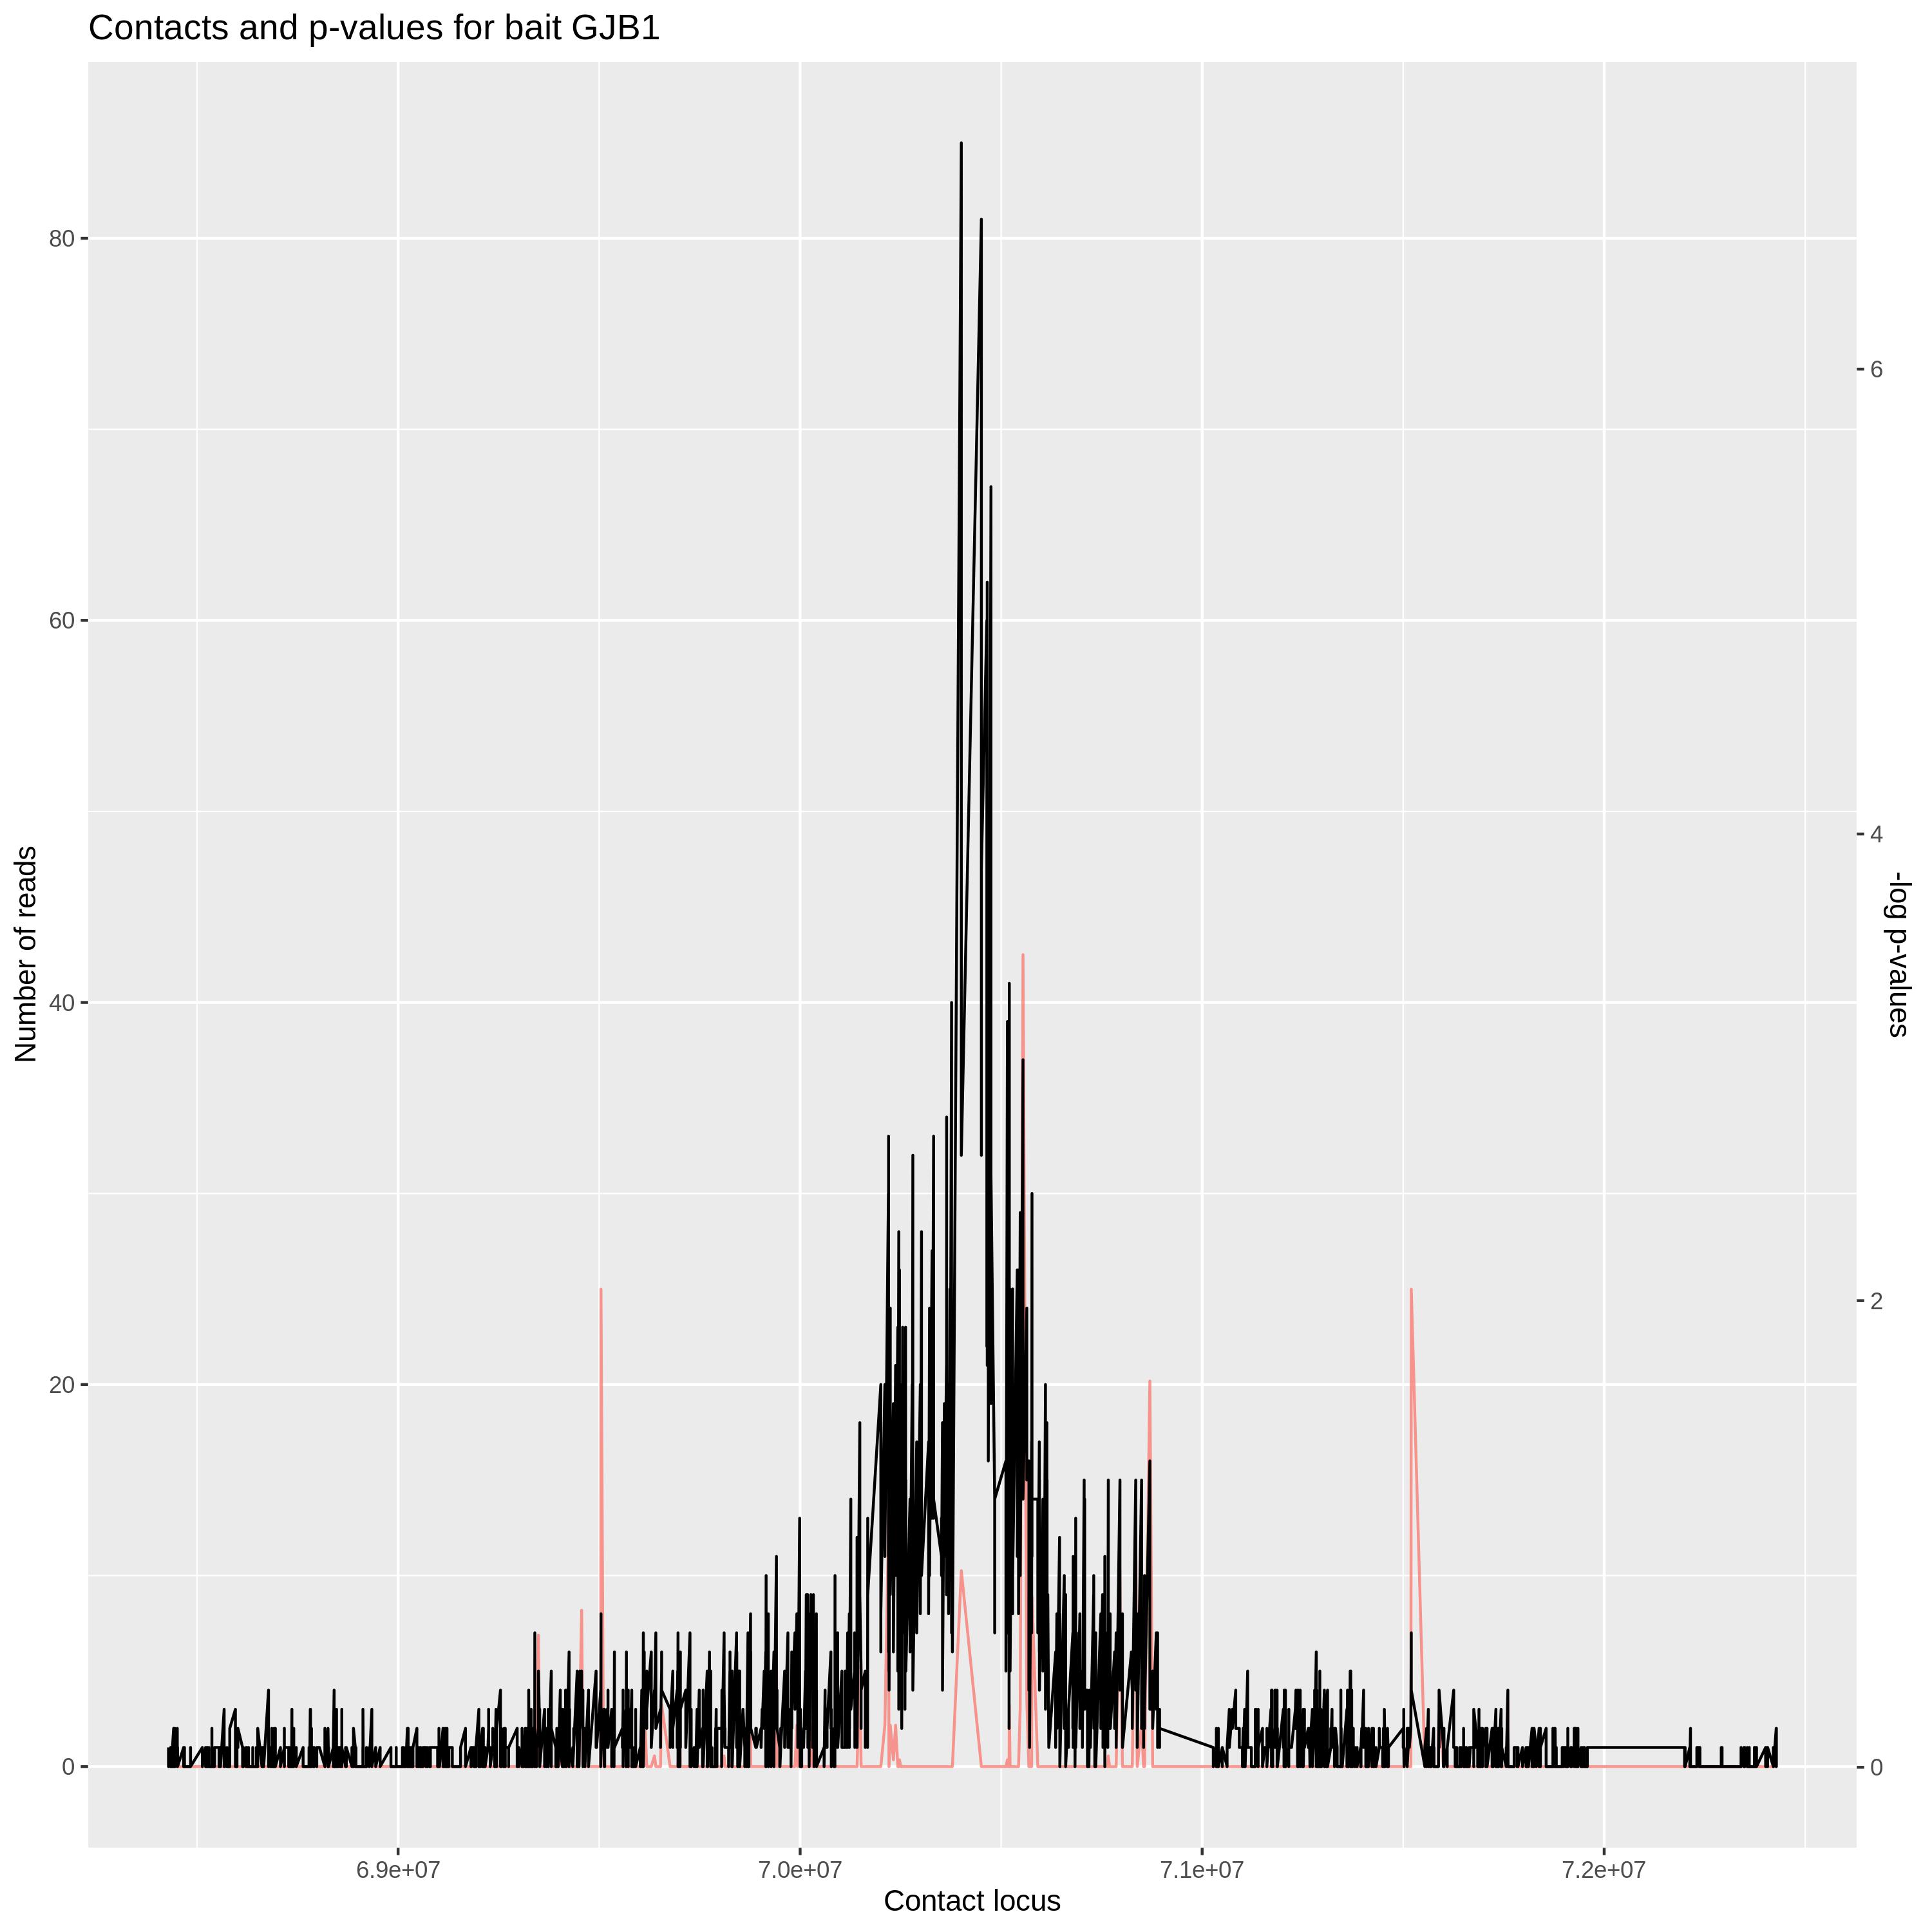 Contacts and p-values for bait GJB1
Number of reads
80
60
40
20
0
6
4
2
0
-log p-values
6.9e+07
7.0e+07
7.1e+07
7.2e+07
Contact locus